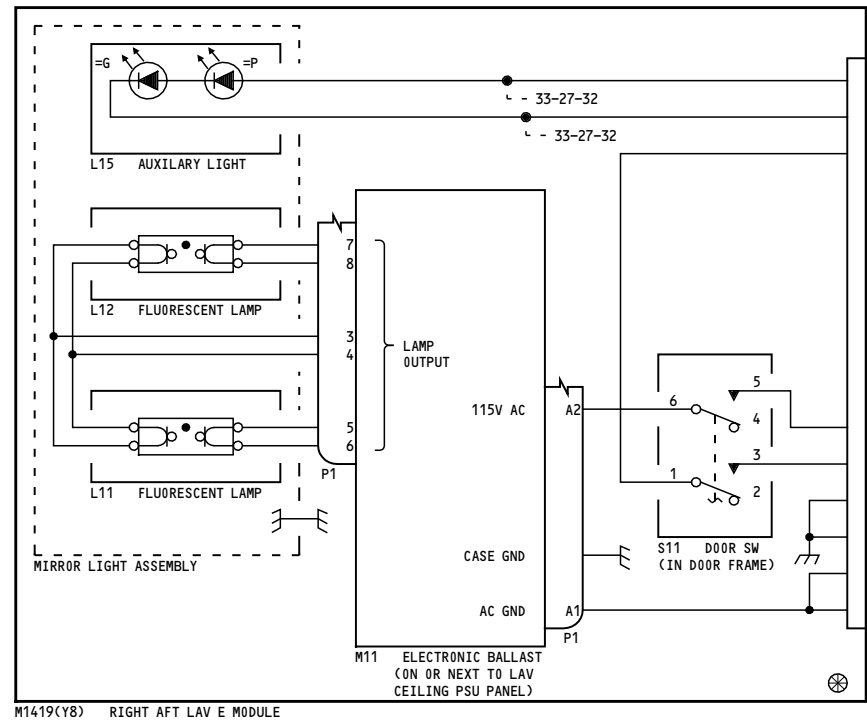 =G
=P
- 33-27-32
- 33-27-32
L15 AUXILARY LIGHT
7
8
L12 FLUORESCENT LAMP
3
4
LAMP
OUTPUT
5
6
5
115V AC
A2
6
4
3
1
2
P1
L11 FLUORESCENT LAMP
S11 DOOR SW
(IN DOOR FRAME)
CASE GND
MIRROR LIGHT ASSEMBLY
AC GND
A1
P1
M11 ELECTRONIC BALLAST
(ON OR NEXT TO LAV
CEILING PSU PANEL)
M1419(Y8) RIGHT AFT LAV E MODULE